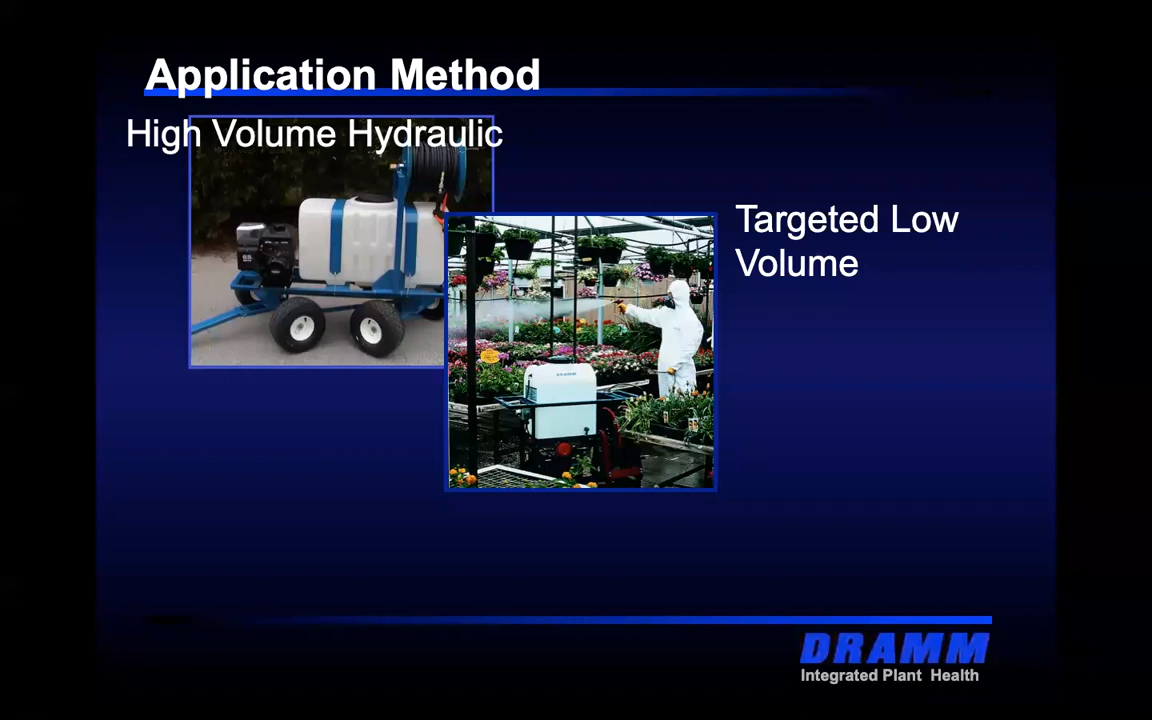 Application Method
High Volume Hydraulic
Targeted Low
Volume
DRAMM
Integrated Plant Health